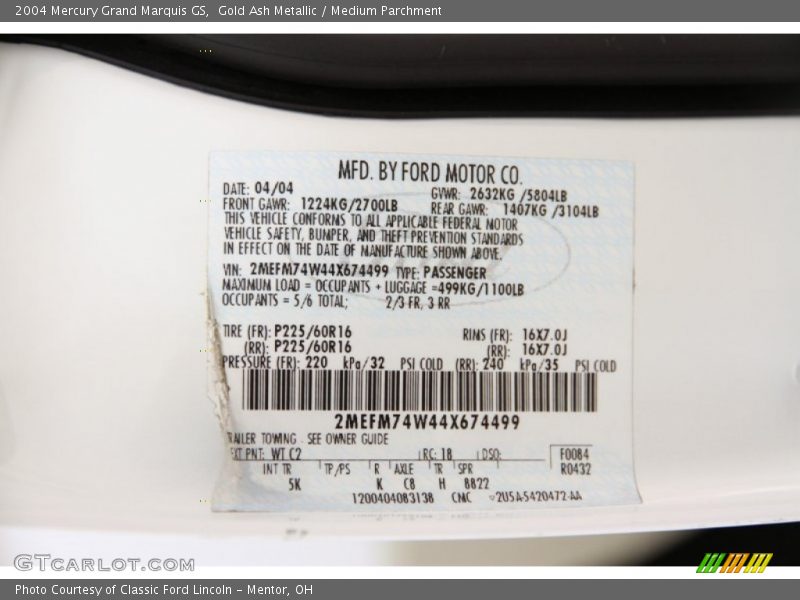 2004 Mercury Grand Marquis GS,  Gold Ash Metallic / Medium Parchment
MFD. BY FORD MOTOR CO.
DATE: 04/04 GVWR: 2632KG /5804LB
FRONT GAWR: 1224KG/2700LB REAR GAWR: 1407KG /3104LB
THIS VEHICLE CONFORMS TO ALL APPLICABLE FEDERAL MOTOR
VEHICLE SAFETY, BUMPER, AND THEFT PREVENTION STANDARDS
IN EFFECT ON THE DATE OF MANUFACTURE SHOWN ABOVE.
VIN: 2MEFM74W44X674499 TYPE: PASSENGER
MAXIMUM LOAD = OCCUPANTS + LUGGAGE =499KG/1100LB
OCCUPANTS = 5/6 TOTAL; 2/3 FR, 3 RR
TIRE (FR): P225/60R16 RIMS (FR): 16X7.0J
(RR): P225/60R16 (RR): 16X7.0J
PRESSURE (FR): 220 kPa/32 PSI COLD (RR): 240 kPa/35 PSI COLD
2MEFM74W44X674499
RAILER TOWING - SEE OWNER GUIDE
XT PNT: WT C2 RC: 18 DSO: F0084
INT TR TP/PS R AXLE TR SPR R0432
5K K C8 H 8822
1200404083138 CMC 2U5A-5420472-AA
GTCarLot.com
Photo Courtesy of Classic Ford Lincoln - Mentor, OH